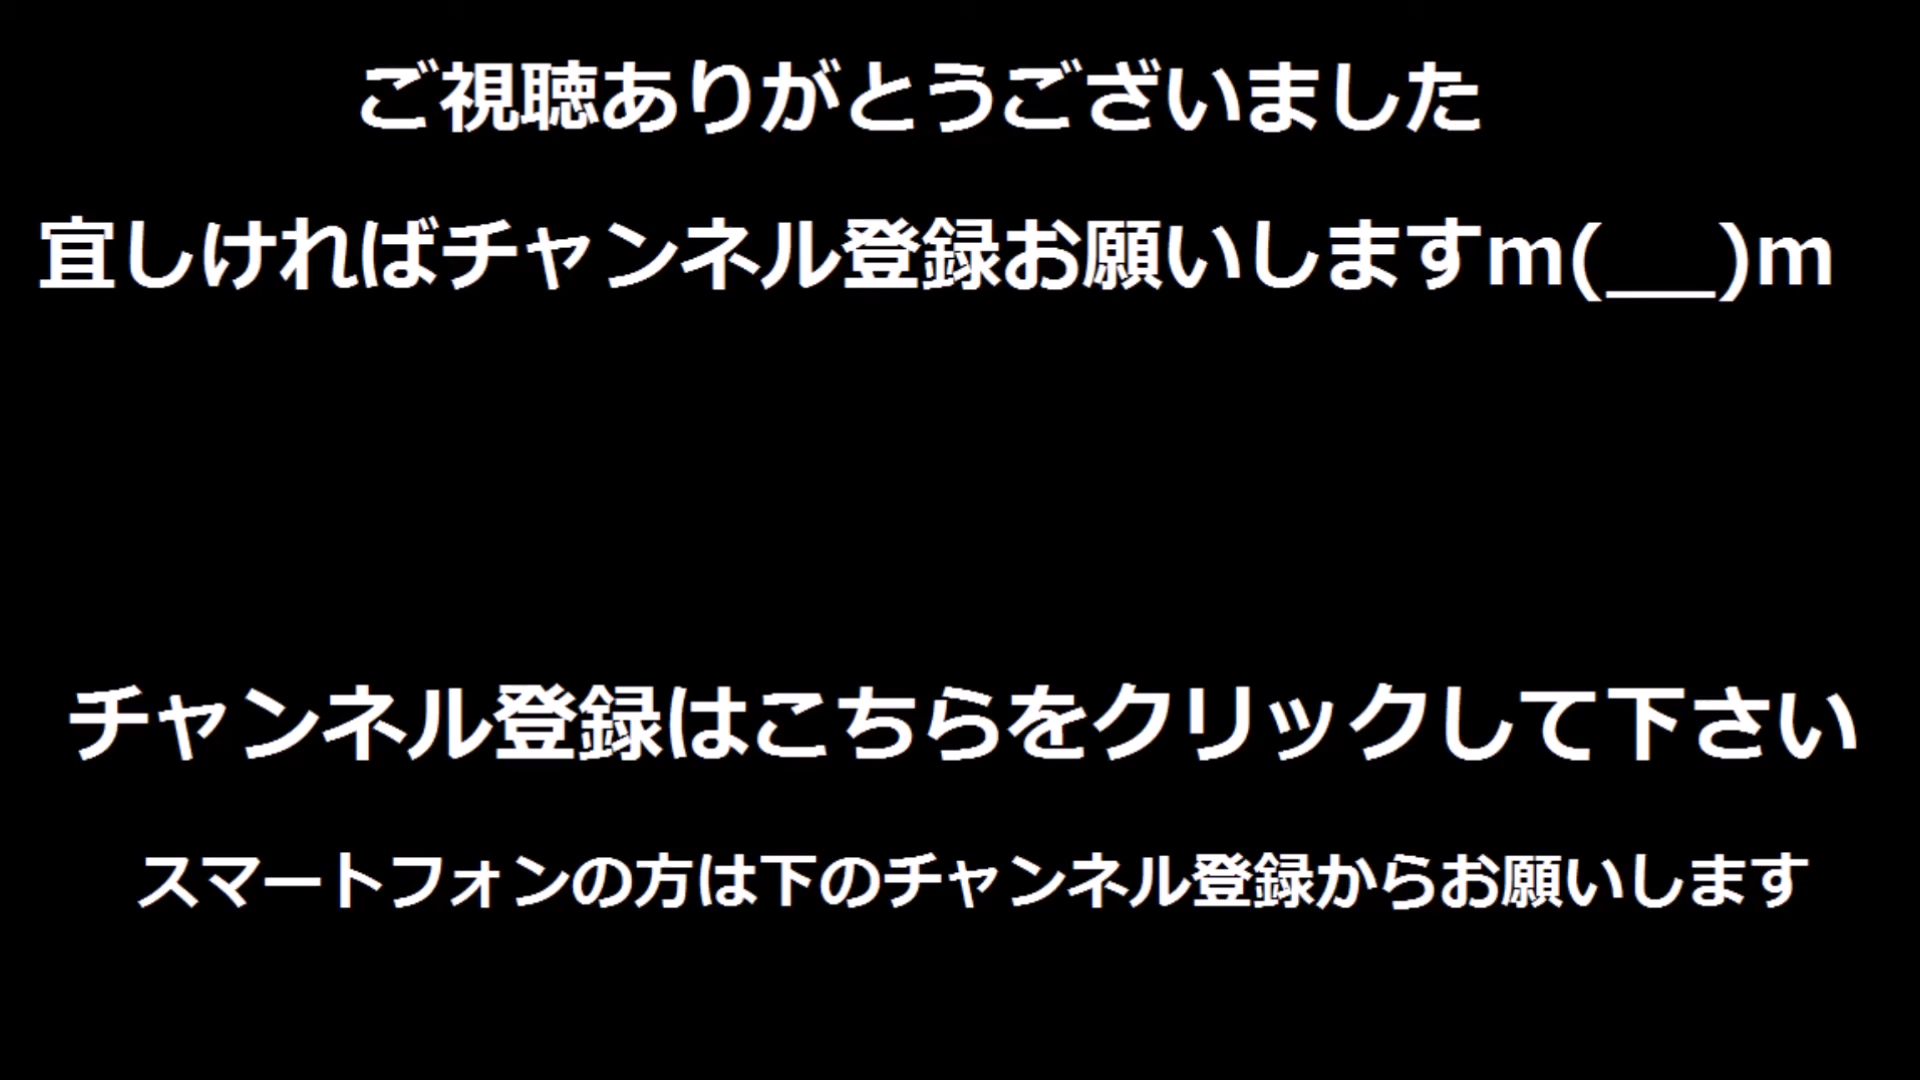 ご視聴ありがとうございました
宜しければチャンネル登録お願いしますm(__)m
チャンネル登録はこちらをクリックして下さい
スマートフォンの方は下のチャンネル登録からお願いします